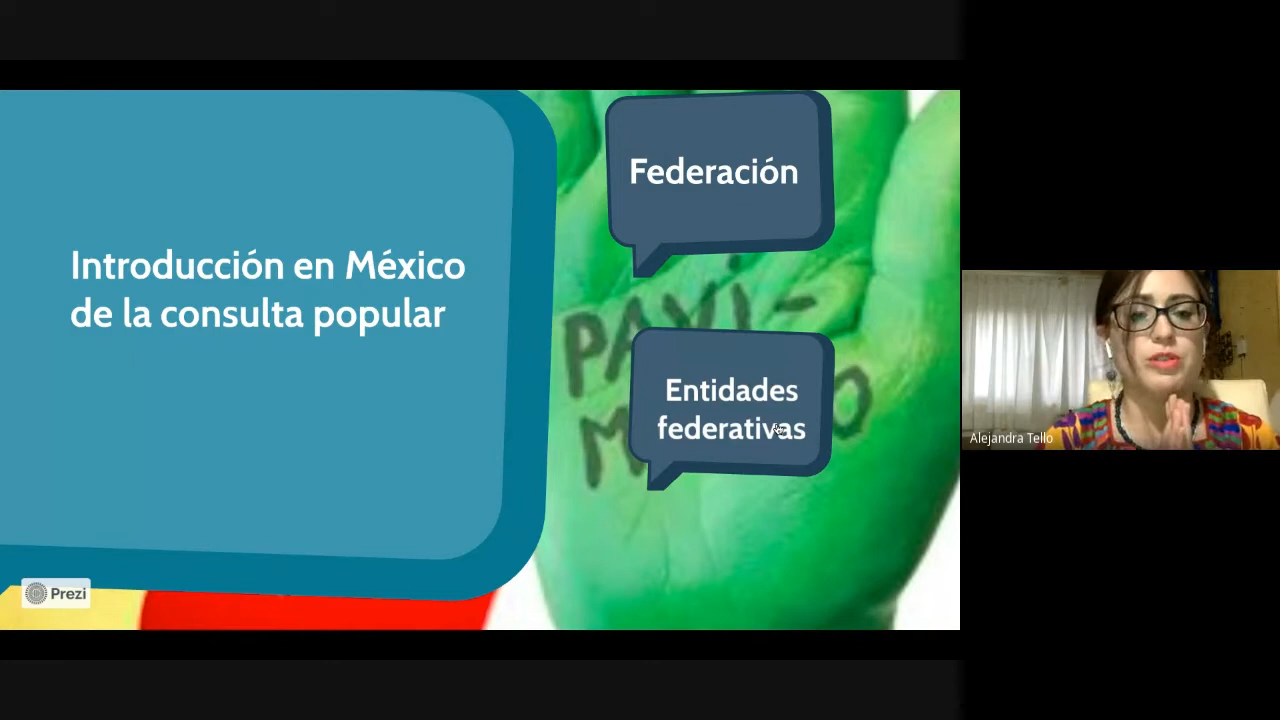 Introducción en México
de la consulta popular
Federación
Entidades
federativas
Prezi
Alejandra Tello